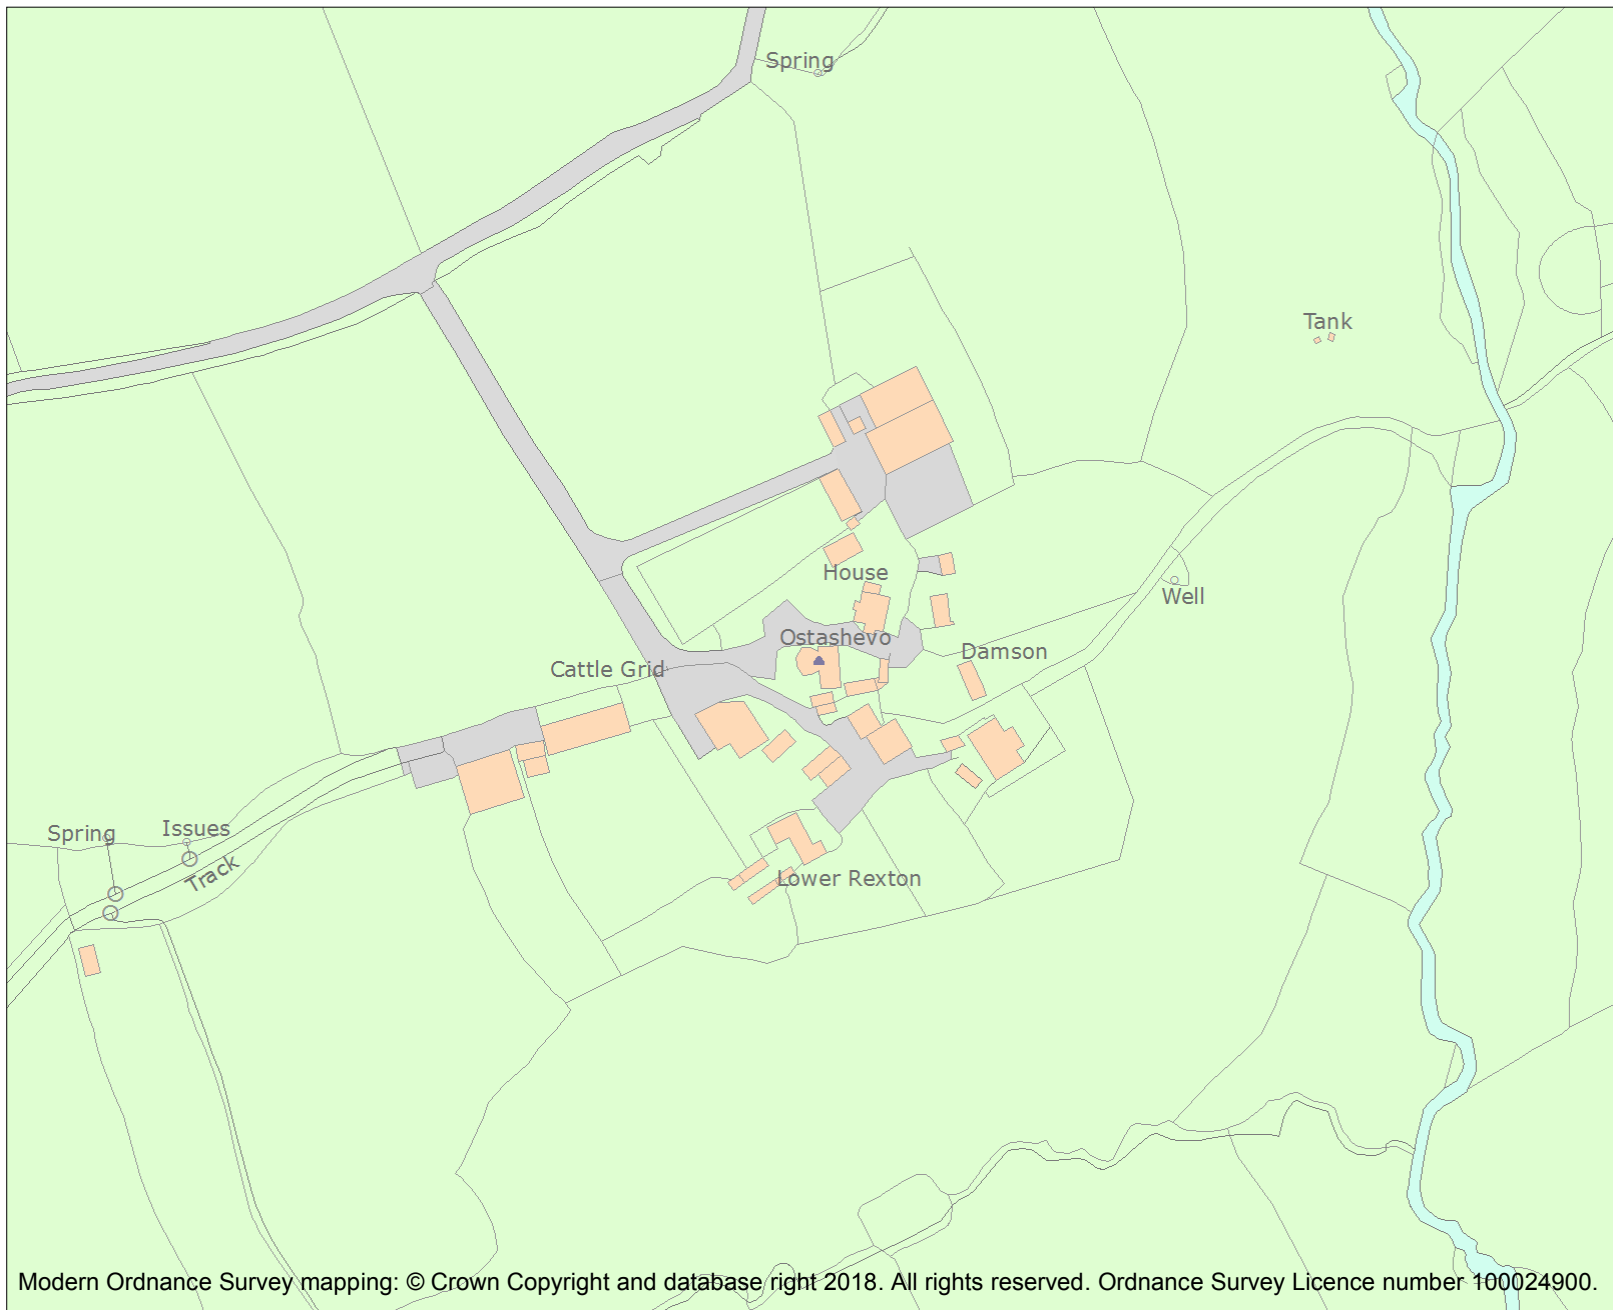 Spring
Tank
House
Well
Ostashevo
Damson
Cattle Grid
Spring
Issues
Track
Lower Rexton
Modern Ordnance Survey mapping: © Crown Copyright and database right 2018. All rights reserved. Ordnance Survey Licence number 100024900.